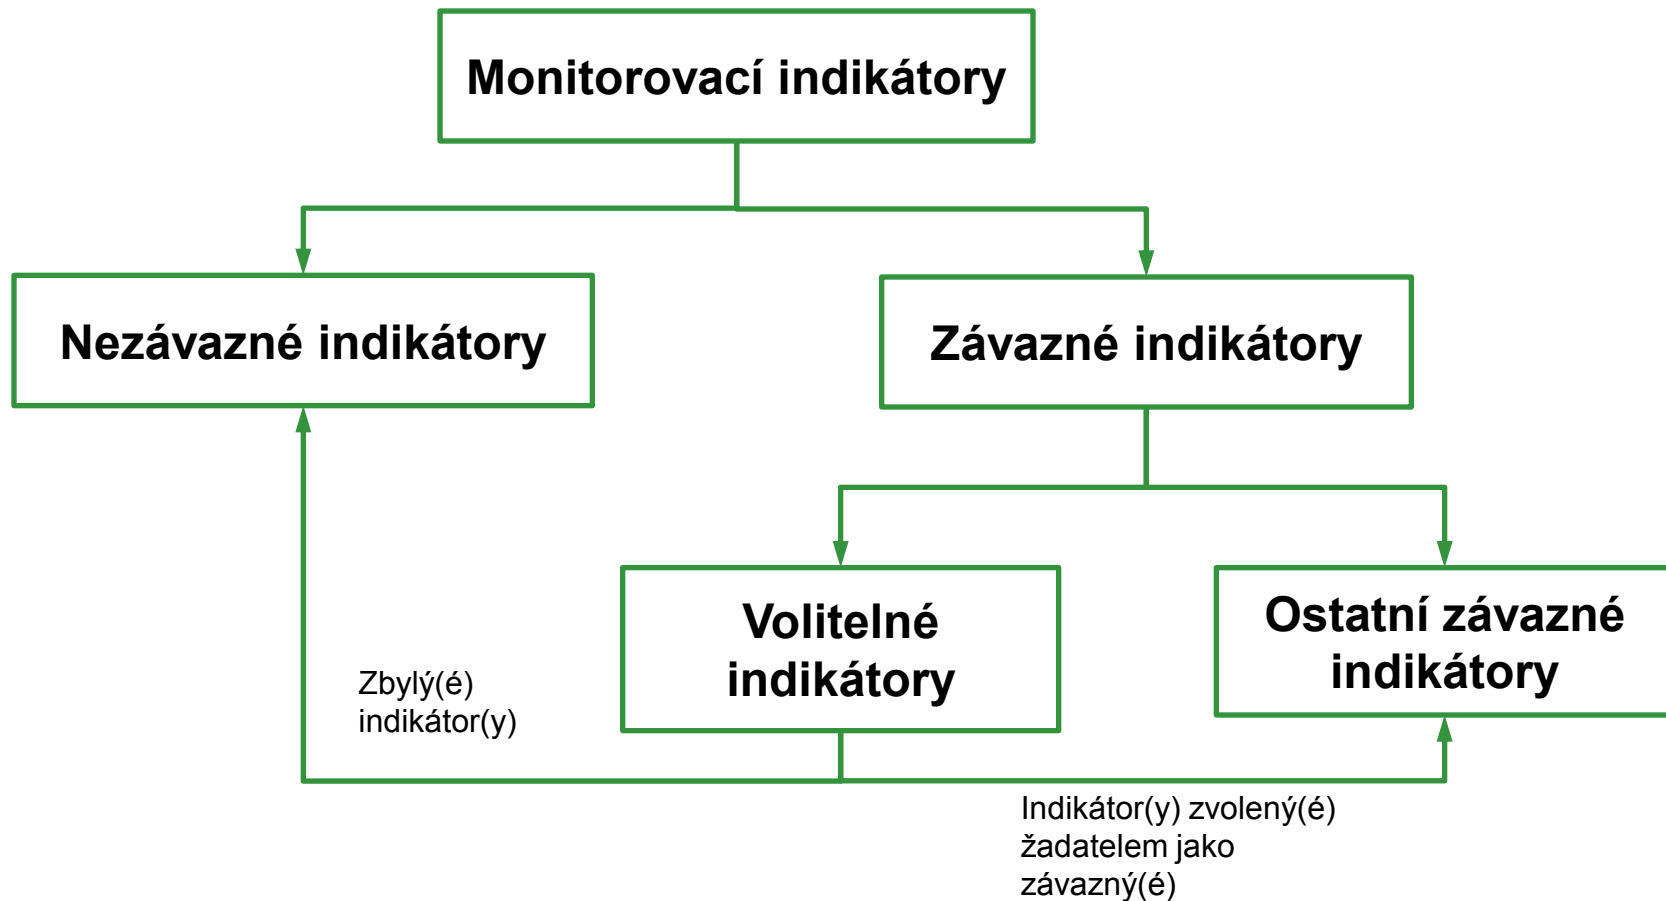 Monitorovací indikátory
Nezávazné indikátory
Závazné indikátory
Volitelné
indikátory
Ostatní závazné
indikátory
Zbylý(é)
indikátor(y)
Indikátor(y) zvolený(é)
žadatelem jako
závazný(é)